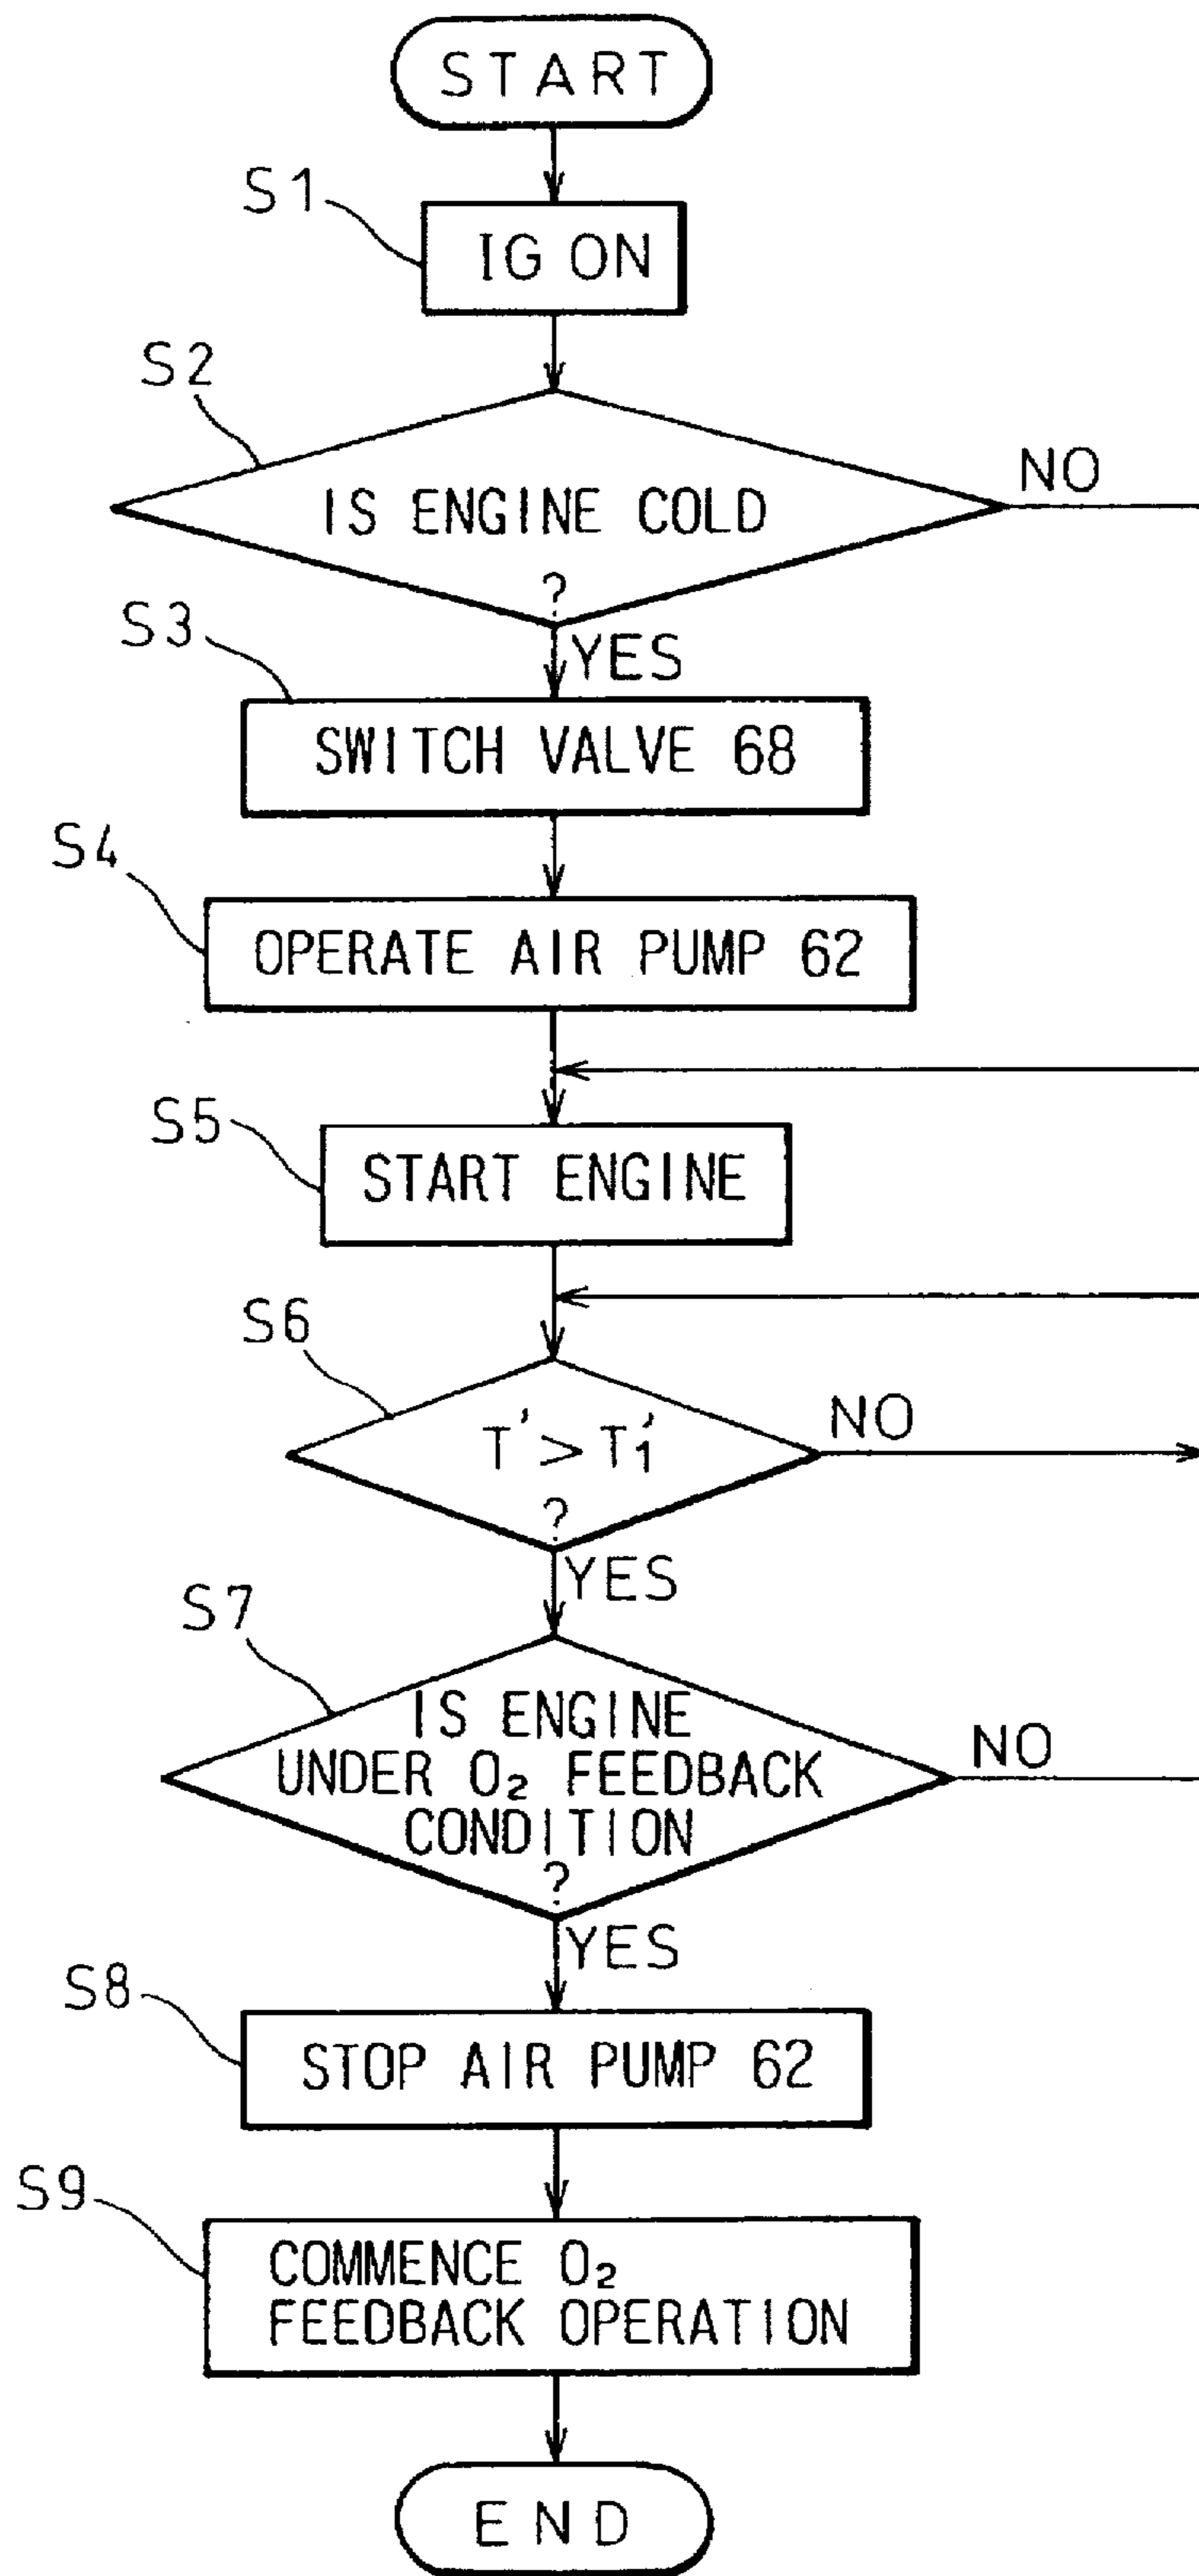 START
S1
IG ON
S2
IS ENGINE COLD
?
NO
YES
S3
SWITCH VALVE 68
S4
OPERATE AIR PUMP 62
S5
START ENGINE
S6
T' > T₁'
?
NO
YES
S7
IS ENGINE
UNDER O₂ FEEDBACK
CONDITION
?
NO
YES
S8
STOP AIR PUMP 62
S9
COMMENCE O₂
FEEDBACK OPERATION
END